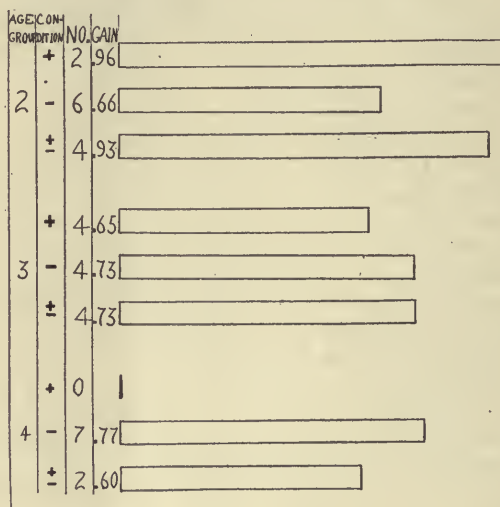 AGE GROUP CONDITION NO. GAIN
+ 2 .96
2 - 6 .66
± 4 .93
+ 4 .65
3 - 4 .73
± 4 .73
+ 0
4 - 7 .77
± 2 .60